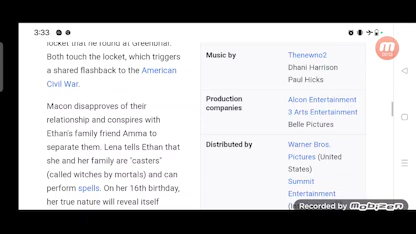 3:33
locket that he found at Greenbriar.
Both touch the locket, which triggers
a shared flashback to the American
Civil War.
Macon disapproves of their
relationship and conspires with
Ethan's family friend Amma to
separate them. Lena tells Ethan that
she and her family are "casters"
(called witches by mortals) and can
perform spells. On her 16th birthday,
her true nature will reveal itself
Music by
Thenewno2
Dhani Harrison
Paul Hicks
Production
companies
Alcon Entertainment
3 Arts Entertainment
Belle Pictures
Distributed by
Warner Bros.
Pictures (United
States)
Summit
Entertainment
Recorded by
MOBIZEN